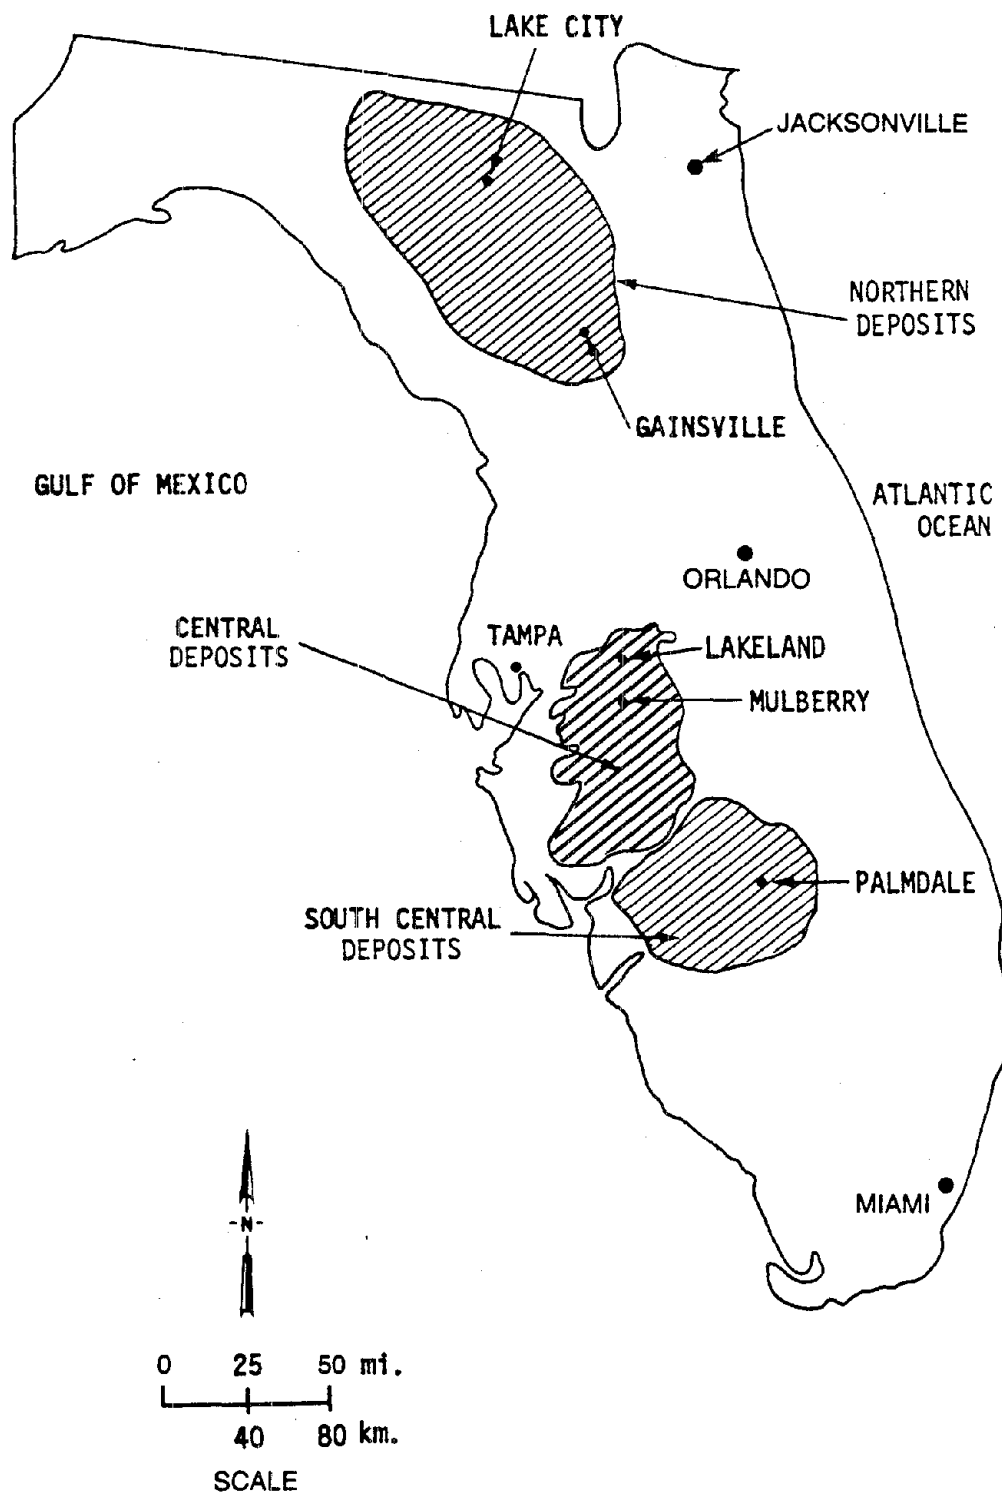 LAKE CITY
JACKSONVILLE
NORTHERN
DEPOSITS
GAINSVILLE
GULF OF MEXICO
ATLANTIC
OCEAN
ORLANDO
CENTRAL
DEPOSITS
TAMPA
LAKELAND
MULBERRY
PALMDALE
SOUTH CENTRAL
DEPOSITS
MIAMI
-N-
0 25 50 mi.
40 80 km.
SCALE